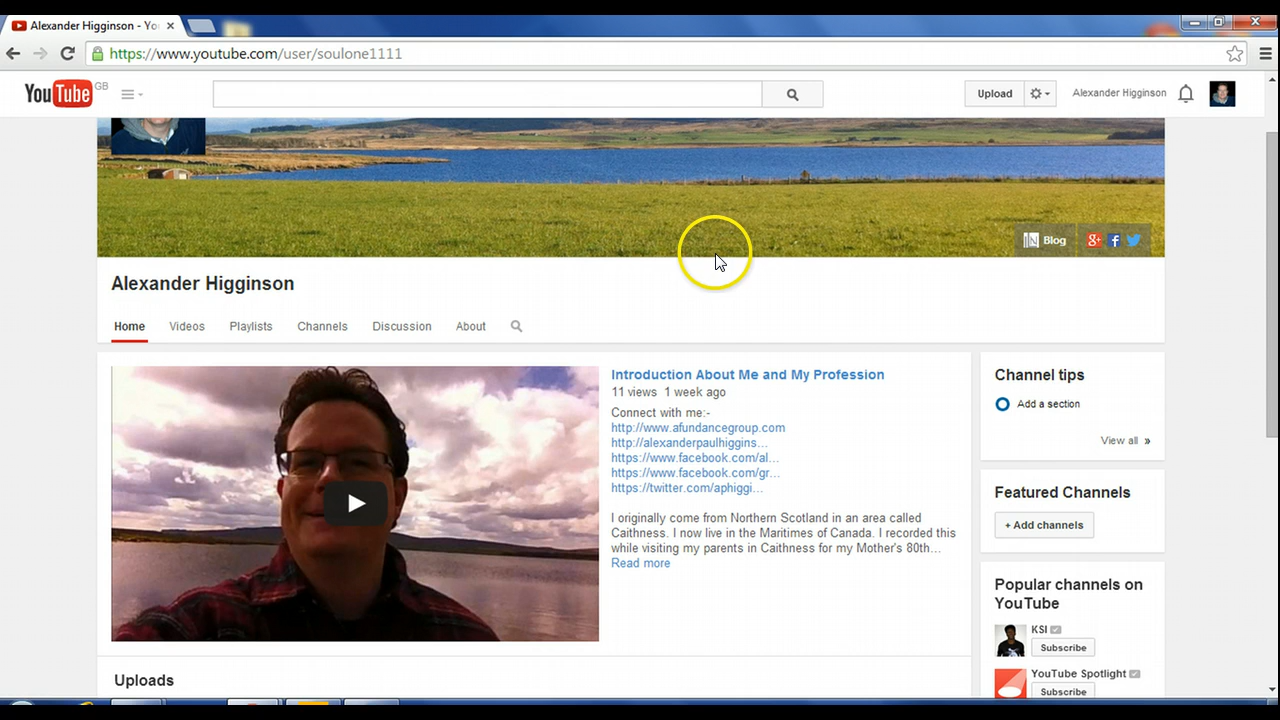 Alexander Higginson - Yo
https://www.youtube.com/user/soulone1111
YouTube GB
Upload
Alexander Higginson
Blog
Alexander Higginson
Home Videos Playlists Channels Discussion About
Introduction About Me and My Profession
11 views 1 week ago
Connect with me:-
http://www.afundancegroup.com
http://alexanderpaulhiggins...
https://www.facebook.com/al...
https://www.facebook.com/gr...
https://twitter.com/aphiggi...
I originally come from Northern Scotland in an area called
Caithness. I now live in the Maritimes of Canada. I recorded this
while visiting my parents in Caithness for my Mother's 80th...
Read more
Uploads
Channel tips
Add a section
View all »
Featured Channels
+ Add channels
Popular channels on
YouTube
KSI
Subscribe
YouTube Spotlight
Subscribe